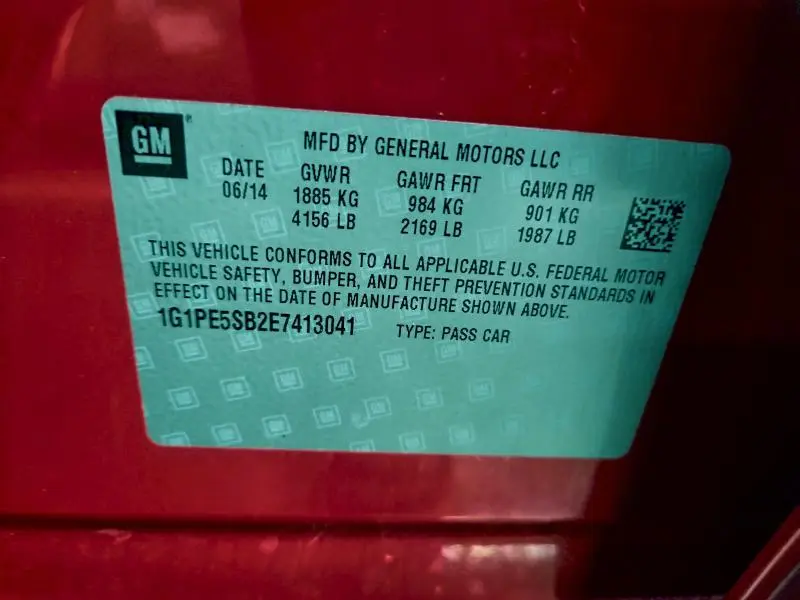 GM®
MFD BY GENERAL MOTORS LLC
DATE GVWR GAWR FRT GAWR RR
06/14 1885 KG 984 KG 901 KG
4156 LB 2169 LB 1987 LB
THIS VEHICLE CONFORMS TO ALL APPLICABLE U.S. FEDERAL MOTOR
VEHICLE SAFETY, BUMPER, AND THEFT PREVENTION STANDARDS IN
EFFECT ON THE DATE OF MANUFACTURE SHOWN ABOVE.
1G1PE5SB2E7413041 TYPE: PASS CAR